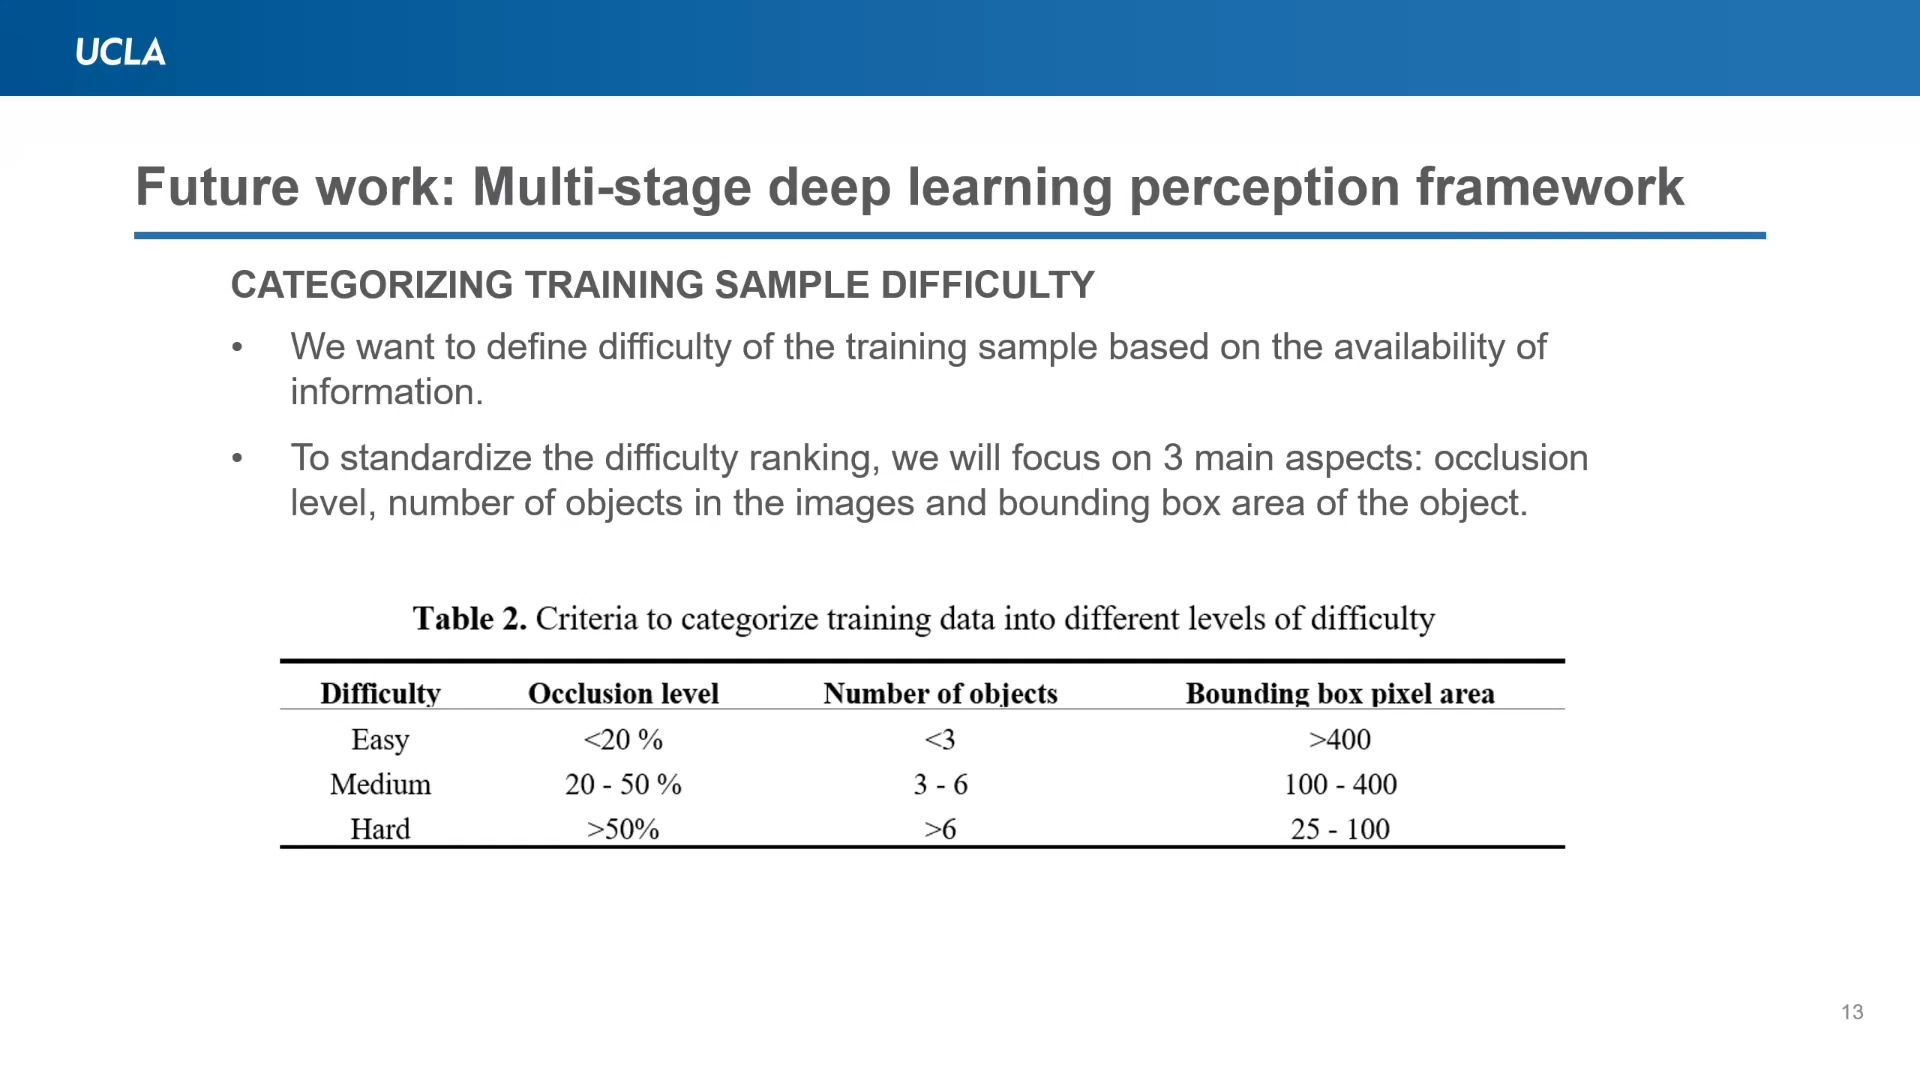 UCLA
Future work: Multi-stage deep learning perception framework
CATEGORIZING TRAINING SAMPLE DIFFICULTY
• We want to define difficulty of the training sample based on the availability of
information.
• To standardize the difficulty ranking, we will focus on 3 main aspects: occlusion
level, number of objects in the images and bounding box area of the object.
Table 2. Criteria to categorize training data into different levels of difficulty
Difficulty Occlusion level Number of objects Bounding box pixel area
Easy <20 % <3 >400
Medium 20 - 50 % 3 - 6 100 - 400
Hard >50% >6 25 - 100
13